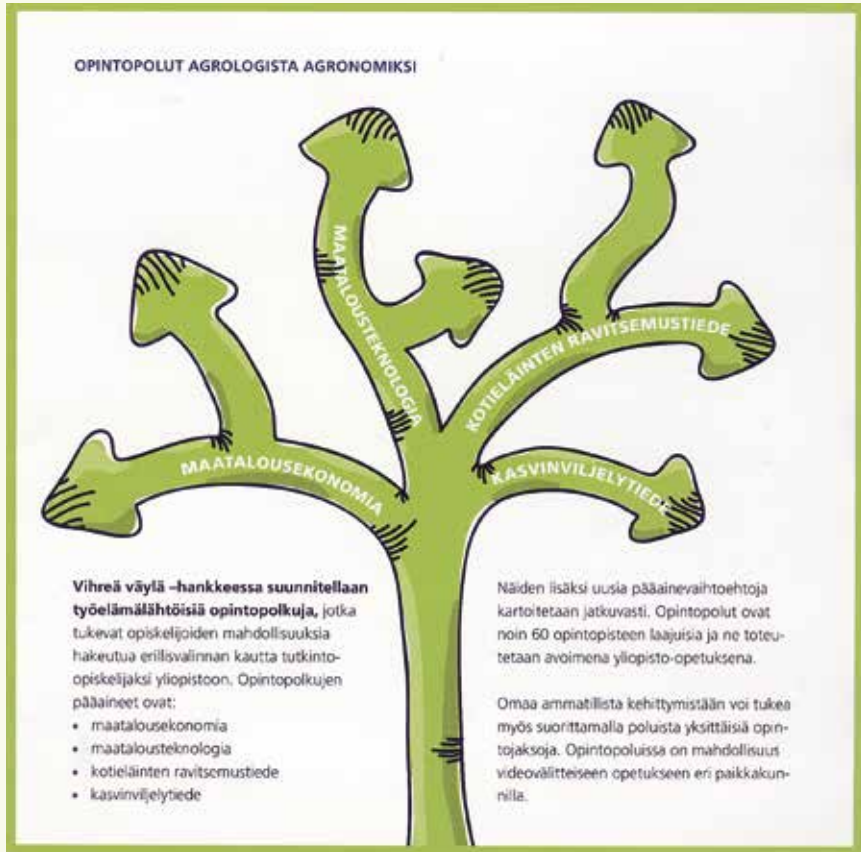 OPINTOPOLUT AGROLOGISTA AGRONOMIKSI
MAATALOUSTEKNOLOGIA
KOTIELÄINTEN RAVITSEMUSTIEDE
MAATALOUSEKONOMIA
KASVINVILJELYTIEDE
Vihreä väylä –hankkeessa suunnitellaan
työelämälähtöisiä opintopolkuja, jotka
tukevat opiskelijoiden mahdollisuuksia
hakeutua erillisvalinnan kautta tutkinto-
opiskelijaksi yliopistoon. Opintopolkujen
pääaineet ovat:
• maatalousekonomia
• maatalousteknologia
• kotieläinten ravitsemustiede
• kasvinviljelytiede
Näiden lisäksi uusia pääainevaihtoehtoja
kartoitetaan jatkuvasti. Opintopolut ovat
noin 60 opintopisteen laajuisia ja ne toteu-
tetaan avoimena yliopisto-opetuksena.
Omaa ammatillista kehittymistään voi tukea
myös suorittamalla poluista yksittäisiä opin-
tojaksoja. Opintopoluissa on mahdollisuus
videovälitteiseen opetukseen eri paikkakun-
nilla.